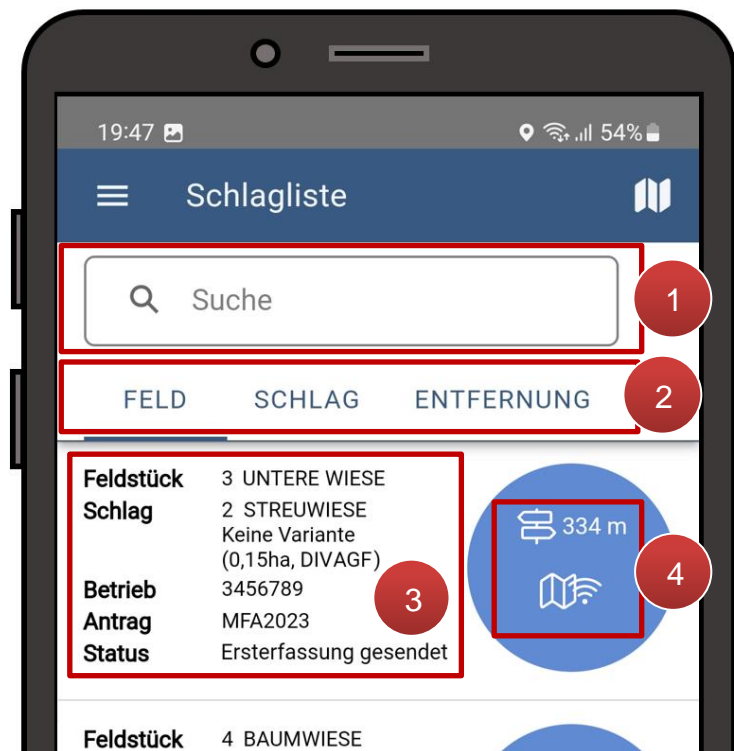 19:47 54%
Schlagliste
Suche
1
FELD SCHLAG ENTFERNUNG
2
Feldstück 3 UNTERE WIESE
Schlag 2 STREUWIESE
Keine Variante
(0,15ha, DIVAGF)
Betrieb 3456789
Antrag MFA2023
Status Ersterfassung gesendet
3
334 m
4
Feldstück 4 BAUMWIESE